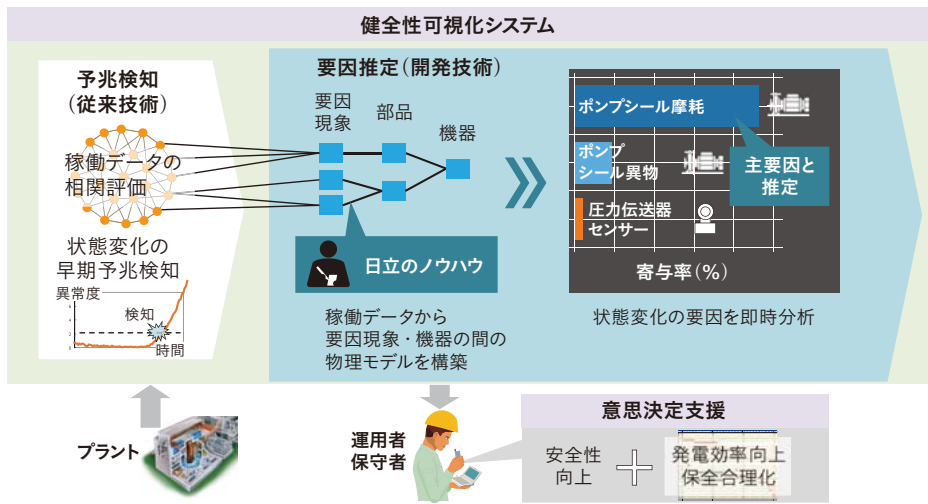 健全性可視化システム
予兆検知
(従来技術)
稼働データの
相関評価
状態変化の
早期予兆検知
異常度
検知
時間
要因推定(開発技術)
要因
現象
部品
機器
日立のノウハウ
稼働データから
要因現象・機器の間の
物理モデルを構築
ポンプシール摩耗
ポンプ
シール異物
圧力伝送器
センサー
主要因と
推定
寄与率(%)
状態変化の要因を即時分析
プラント
運用者
保守者
意思決定支援
安全性
向上
発電効率向上
保全合理化